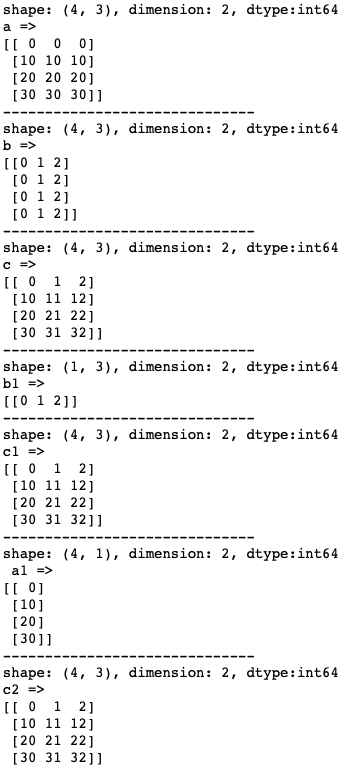 shape: (4, 3), dimension: 2, dtype:int64
a =>
[[ 0  0  0]
 [10 10 10]
 [20 20 20]
 [30 30 30]]
------------------------------
shape: (4, 3), dimension: 2, dtype:int64
b =>
[[0 1 2]
 [0 1 2]
 [0 1 2]
 [0 1 2]]
------------------------------
shape: (4, 3), dimension: 2, dtype:int64
c =>
[[ 0  1  2]
 [10 11 12]
 [20 21 22]
 [30 31 32]]
------------------------------
shape: (1, 3), dimension: 2, dtype:int64
b1 =>
[[0 1 2]]
------------------------------
shape: (4, 3), dimension: 2, dtype:int64
c1 =>
[[ 0  1  2]
 [10 11 12]
 [20 21 22]
 [30 31 32]]
------------------------------
shape: (4, 1), dimension: 2, dtype:int64
 a1 =>
[[ 0]
 [10]
 [20]
 [30]]
------------------------------
shape: (4, 3), dimension: 2, dtype:int64
c2 =>
[[ 0  1  2]
 [10 11 12]
 [20 21 22]
 [30 31 32]]